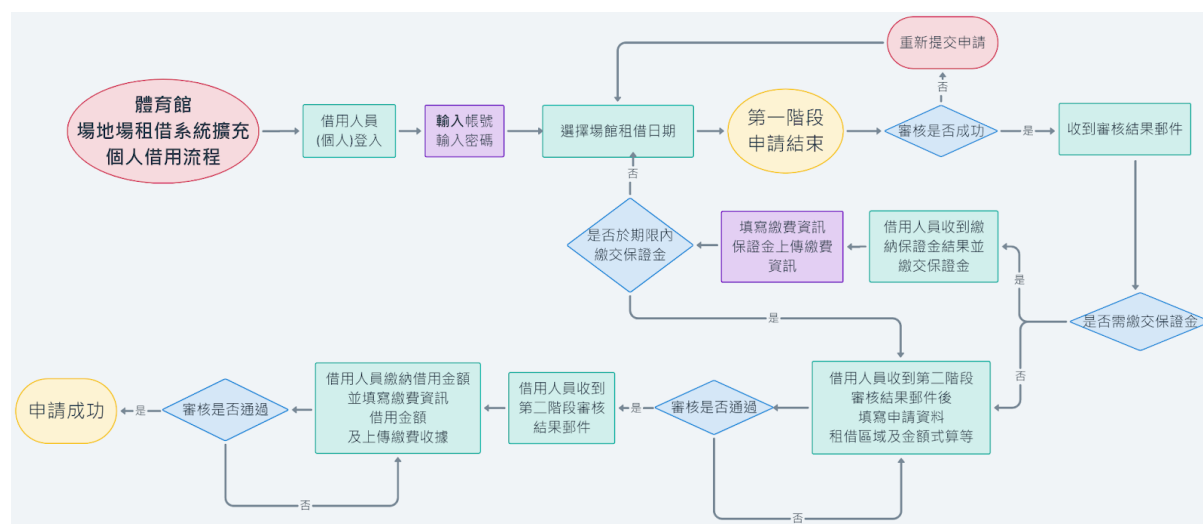 體育館
場地場租借系統擴充
個人借用流程
借用人員
(個人)登入
輸入帳號
輸入密碼
選擇場館租借日期
第一階段
申請結束
審核是否成功
否
重新提交申請
是
收到審核結果郵件
是否需繳交保證金
是
借用人員收到繳
納保證金結果並
繳交保證金
填寫繳費資訊
保證金上傳繳費
資訊
是否於期限內
繳交保證金
否
是
否
借用人員收到第二階段
審核結果郵件後
填寫申請資料
租借區域及金額式算等
審核是否通過
否
是
借用人員收到
第二階段審核
結果郵件
借用人員繳納借用金額
並填寫繳費資訊
借用金額
及上傳繳費收據
審核是否通過
否
是
申請成功